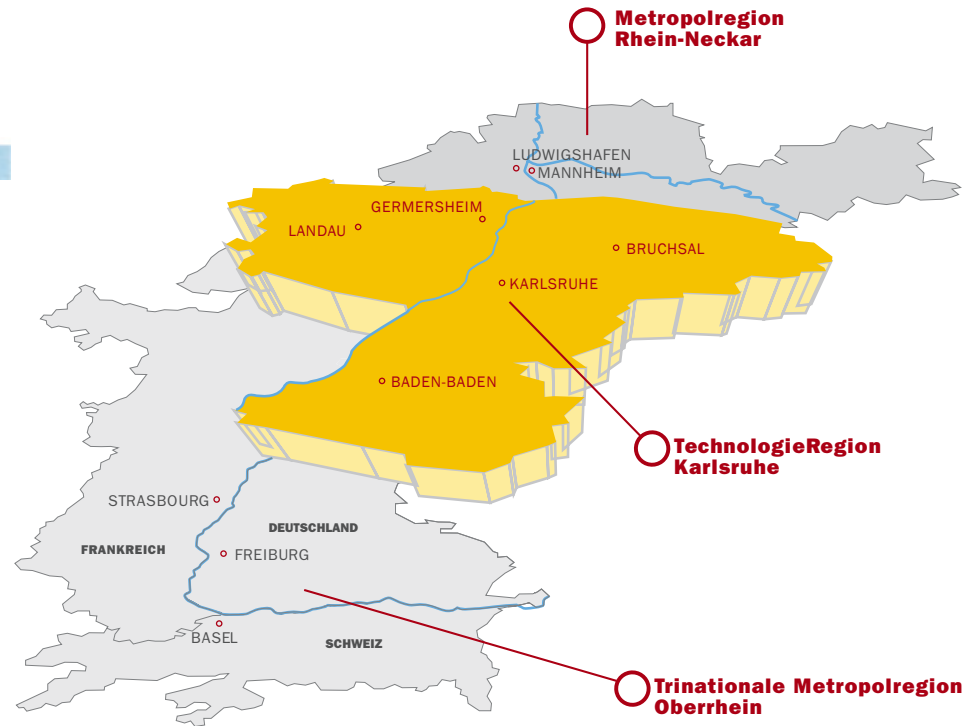 Metropolregion
Rhein-Neckar
LUDWIGSHAFEN
MANNHEIM
GERMERSHEIM
LANDAU
BRUCHSAL
KARLSRUHE
BADEN-BADEN
TechnologieRegion
Karlsruhe
STRASBOURG
DEUTSCHLAND
FRANKREICH
FREIBURG
BASEL
SCHWEIZ
Trinationale Metropolregion
Oberrhein